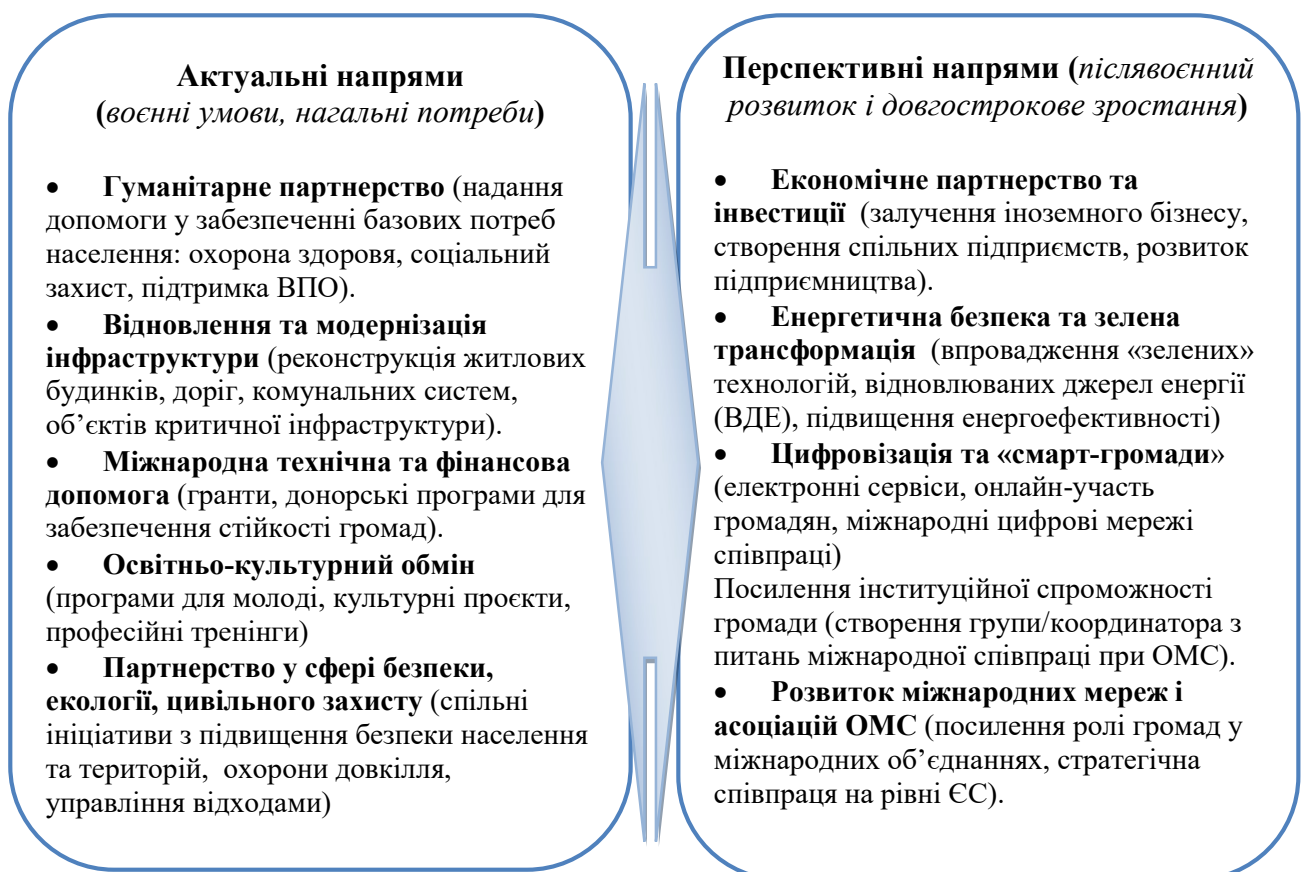 Актуальні напрями
(воєнні умови, нагальні потреби)
• Гуманітарне партнерство (надання
допомоги у забезпеченні базових потреб
населення: охорона здоровя, соціальний
захист, підтримка ВПО).
• Відновлення та модернізація
інфраструктури (реконструкція житлових
будинків, доріг, комунальних систем,
об’єктів критичної інфраструктури).
• Міжнародна технічна та фінансова
допомога (гранти, донорські програми для
забезпечення стійкості громад).
• Освітньо-культурний обмін
(програми для молоді, культурні проєкти,
професійні тренінги)
• Партнерство у сфері безпеки,
екології, цивільного захисту (спільні
ініціативи з підвищення безпеки населення
та територій, охорони довкілля,
управління відходами)
Перспективні напрями (післявоєнний
розвиток і довгострокове зростання)
• Економічне партнерство та
інвестиції (залучення іноземного бізнесу,
створення спільних підприємств, розвиток
підприємництва).
• Енергетична безпека та зелена
трансформація (впровадження «зелених»
технологій, відновлюваних джерел енергії
(ВДЕ), підвищення енергоефективності)
• Цифровізація та «смарт-громади»
(електронні сервіси, онлайн-участь
громадян, міжнародні цифрові мережі
співпраці)
Посилення інституційної спроможності
громади (створення групи/координатора з
питань міжнародної співпраці при ОМС).
• Розвиток міжнародних мереж і
асоціацій ОМС (посилення ролі громад у
міжнародних об’єднаннях, стратегічна
співпраця на рівні ЄС).